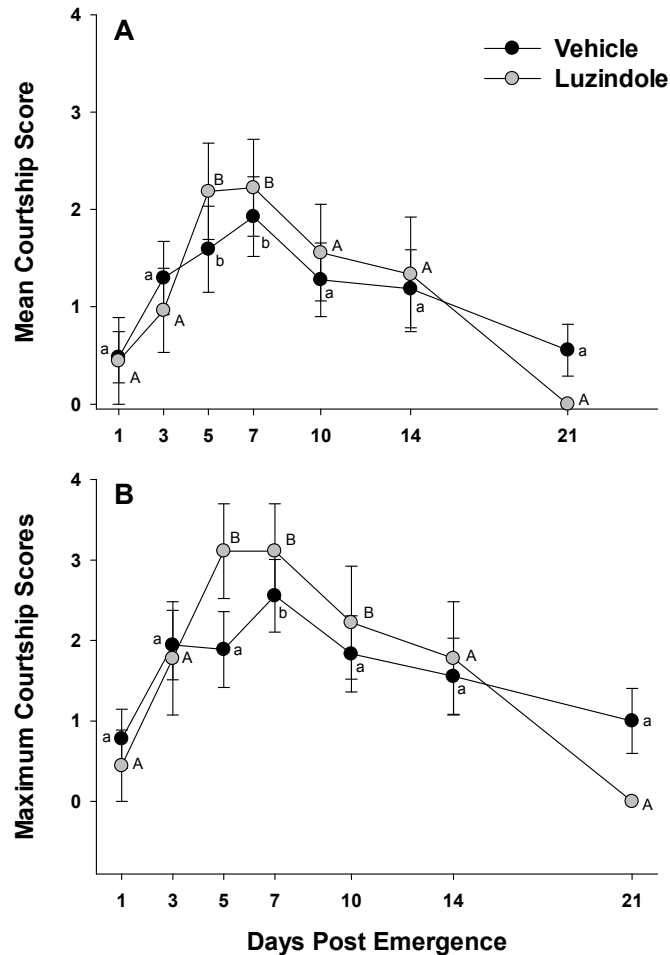 A
Vehicle
Luzindole
Mean Courtship Score
4
3
2
1
0
a
A
a
A
B
b
B
b
A
a
A
a
a
A
1 3 5 7 10 14 21
B
Maximum Courtship Scores
4
3
2
1
0
a
A
a
A
B
a
B
b
B
a
A
a
a
A
1 3 5 7 10 14 21
Days Post Emergence